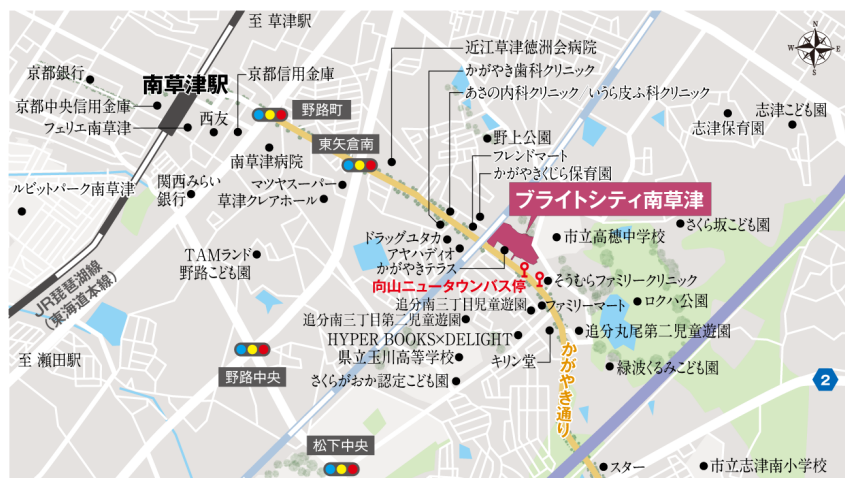 至 草津駅
近江草津徳洲会病院
N
W
E
S
京都銀行
南草津駅
京都信用金庫
かがやき歯科クリニック
京都中央信用金庫
野路町
あさの内科クリニック いうら皮ふ科クリニック
志津こども園
フェリエ南草津
西友
志津保育園
野上公園
東矢倉南
南草津病院
フレンドマート
かがやきくじら保育園
ルビットパーク南草津
関西みらい
銀行
マツヤスーパー
草津クレアホール
ブライトシティ南草津
さくら坂こども園
ドラッグユタカ
市立高穂中学校
アヤハディオ
TAMランド
野路こども園
かがやきテラス
向山ニュータウンバス停
そうむらファミリークリニック
JR琵琶湖線
(東海道本線)
追分南三丁目児童遊園
ファミリーマート
ロクハ公園
追分南三丁目第二児童遊園
追分丸尾第二児童遊園
HYPER BOOKS×DELIGHT
至 瀬田駅
県立玉川高等学校
キリン堂
かがやき通り
緑波くるみこども園
野路中央
さくらがおか認定こども園
2
松下中央
スター
市立志津南小学校